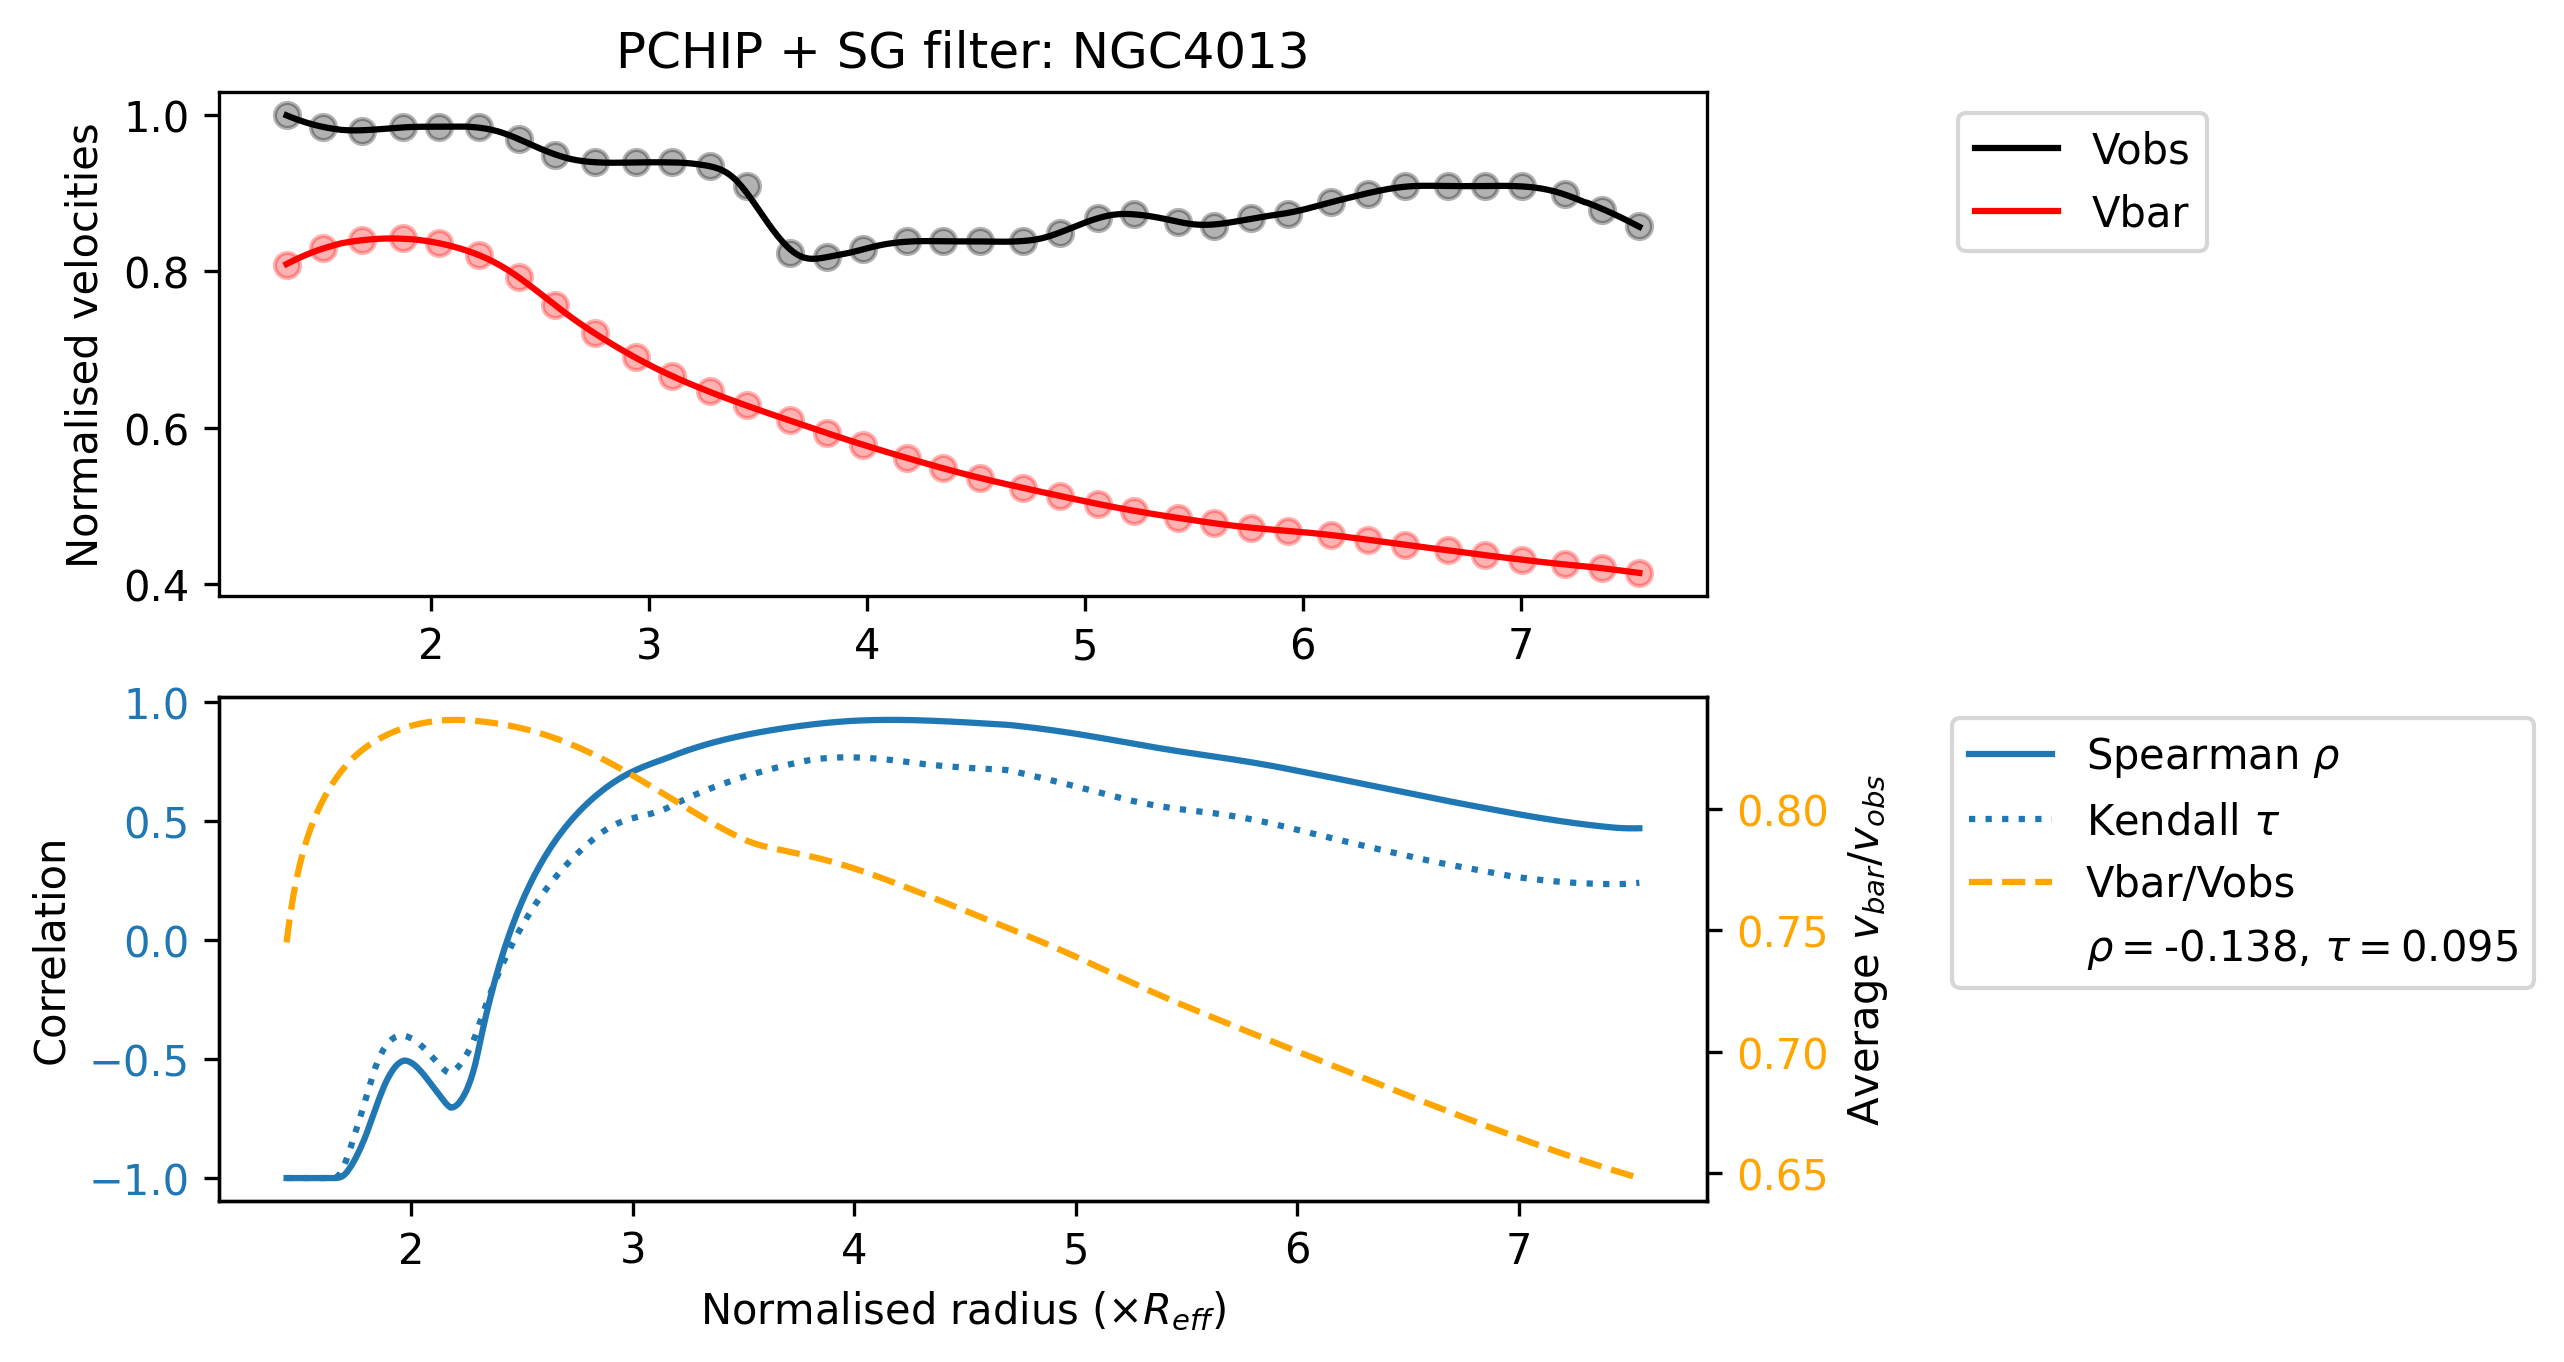 PCHIP + SG filter: NGC4013
Normalised velocities
1.0
0.8
0.6
0.4
2 3 4 5 6 7
Vobs
Vbar
Correlation
1.0
0.5
0.0
−0.5
−1.0
2 3 4 5 6 7
Normalised radius (×R_eff)
0.80
0.75
0.70
0.65
Average v_bar/v_obs
Spearman ρ
Kendall τ
Vbar/Vobs
ρ = -0.138, τ = 0.095